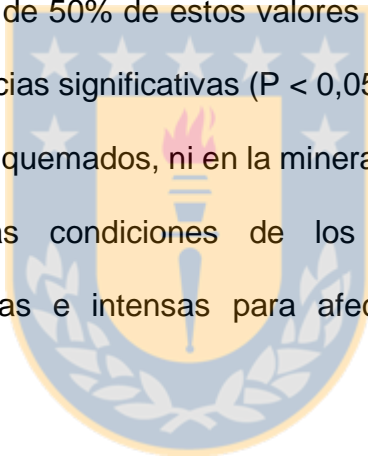 de 50% de estos valores
cias significativas (P < 0,05
quemados, ni en la minera
as condiciones de los
as e intensas para afec